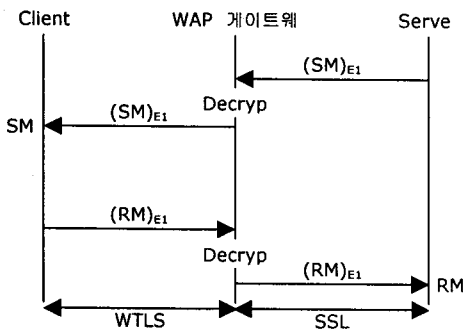 Client
WAP 게이트웨
Serve
(SM)E1
Decryp
(SM)E1
SM
(RM)E1
Decryp
(RM)E1
RM
WTLS
SSL